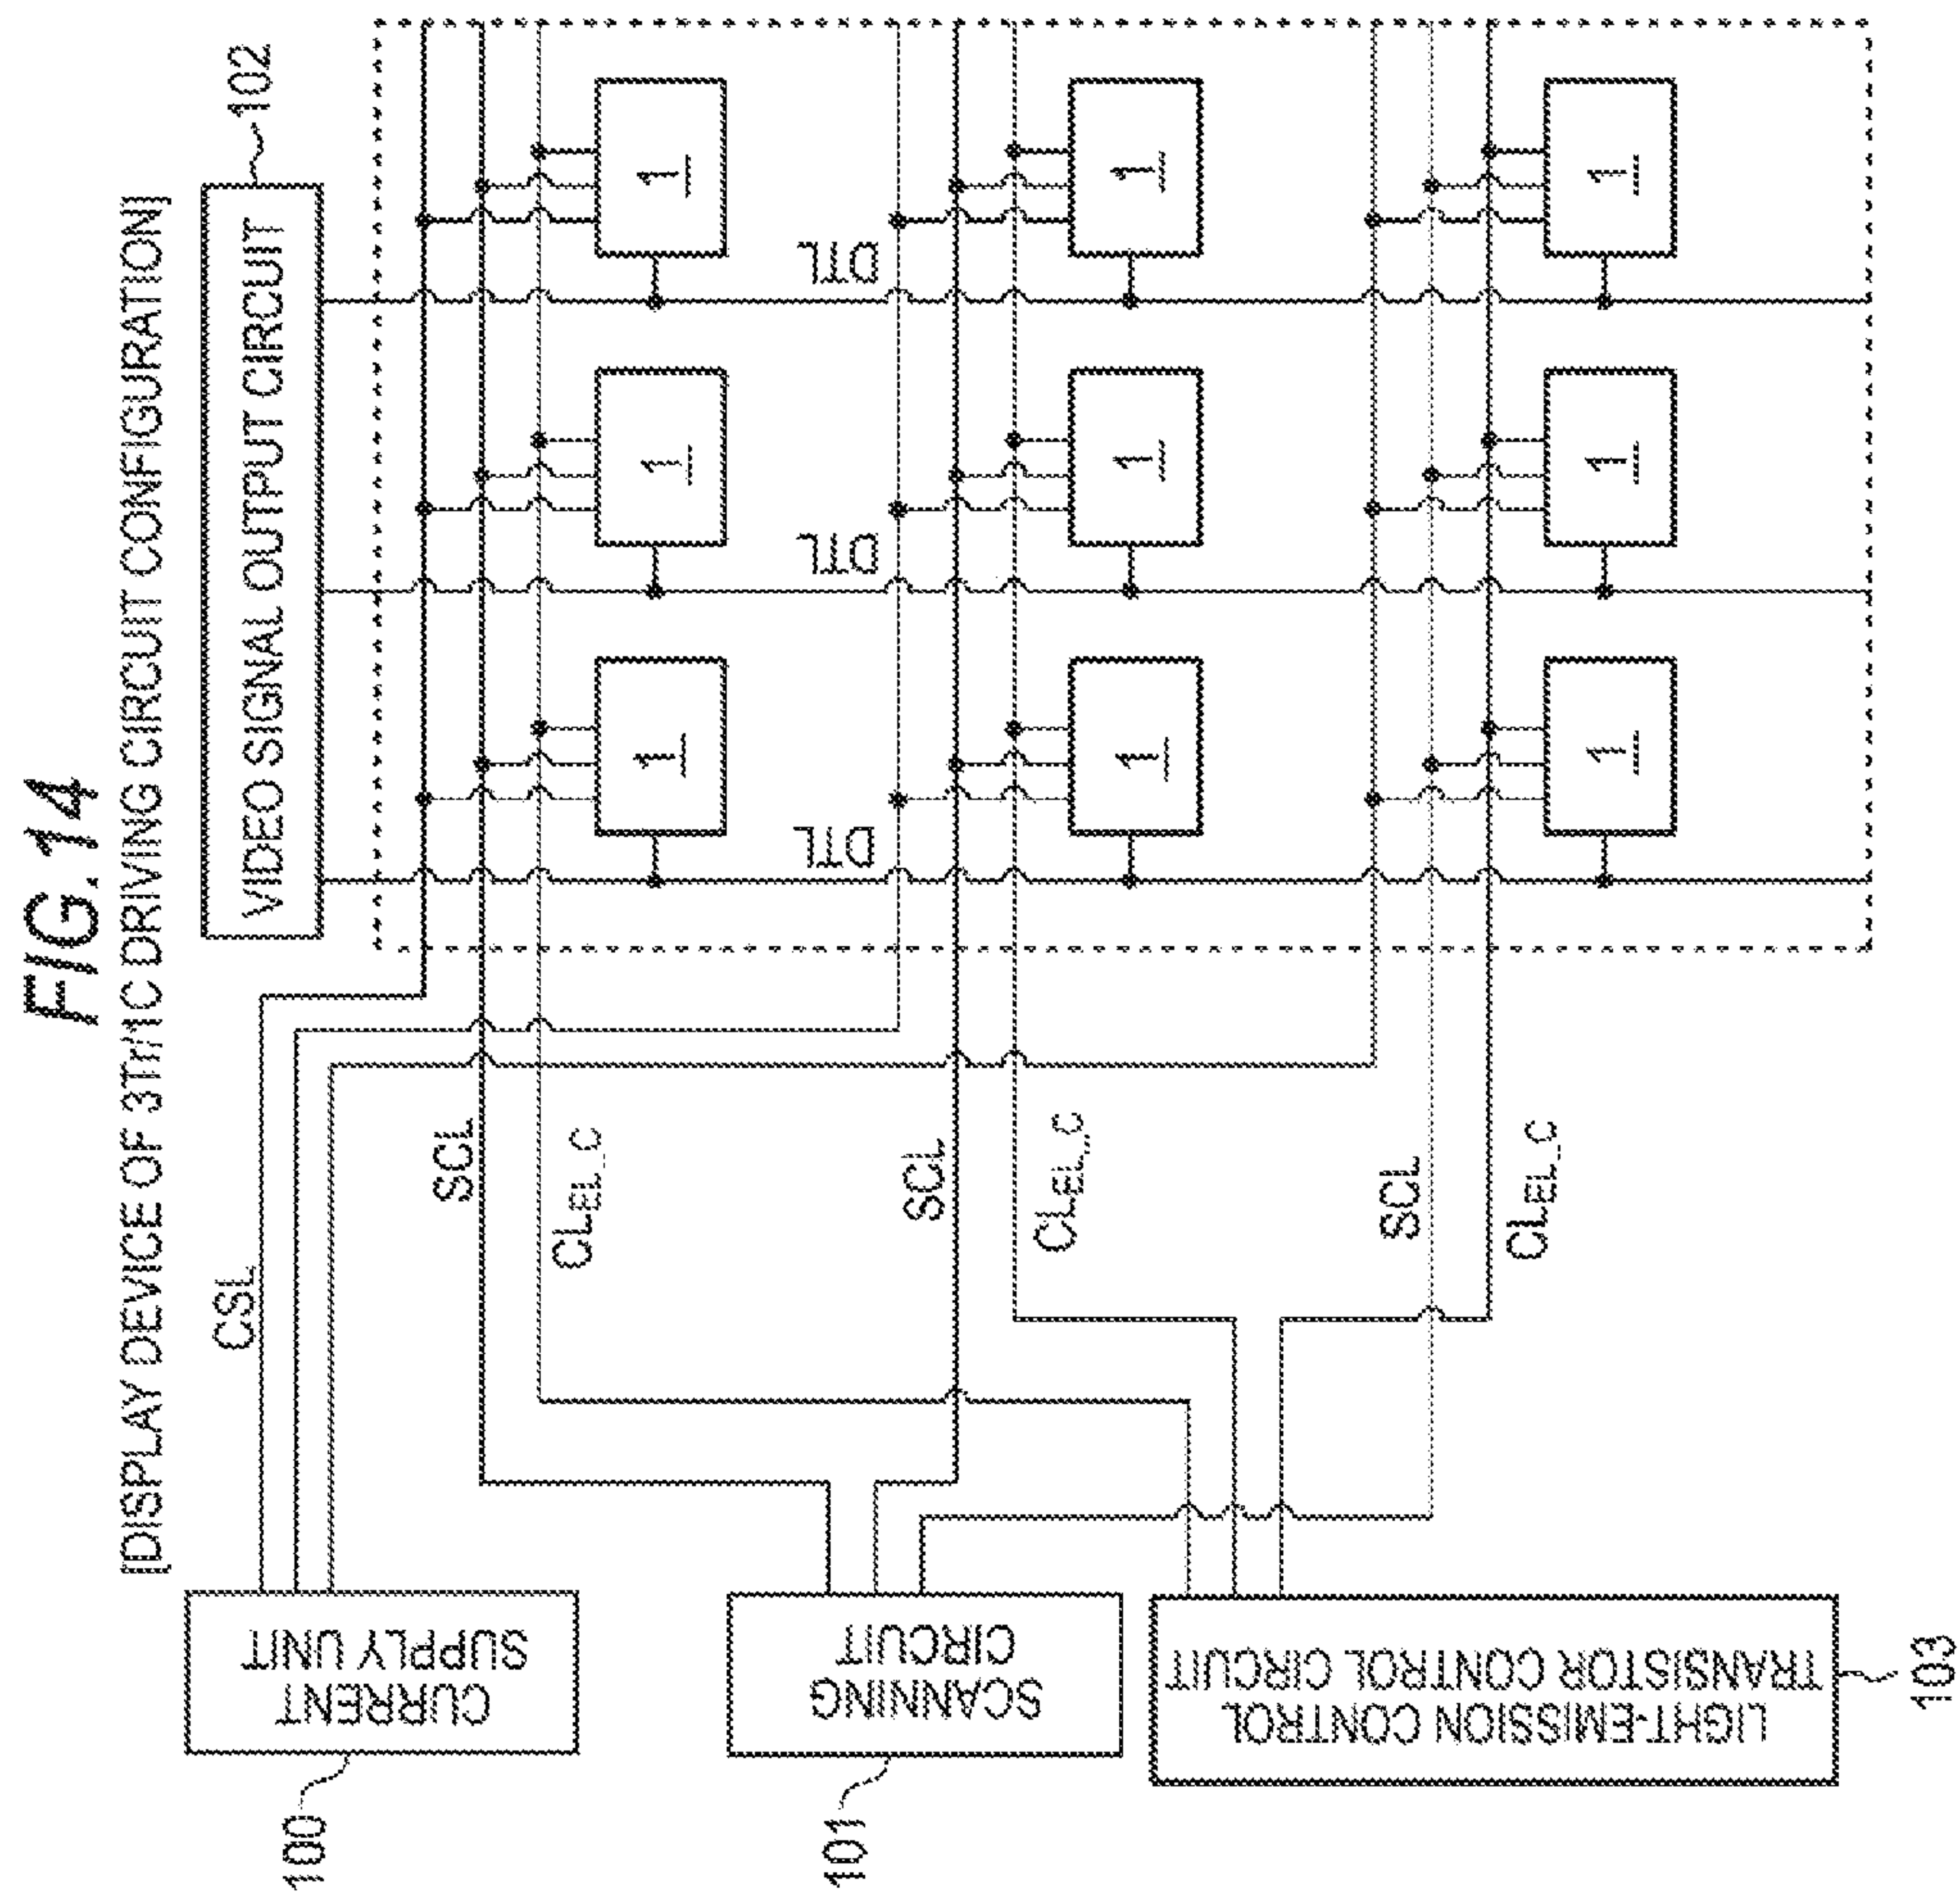 FIG.14
[DISPLAY DEVICE OF 3Tr/1C DRIVING CIRCUIT CONFIGURATION]
102
VIDEO SIGNAL OUTPUT CIRCUIT
100
CURRENT
SUPPLY UNIT
CSL
101
SCANNING
CIRCUIT
103
LIGHT-EMISSION CONTROL
TRANSISTOR CONTROL CIRCUIT
SCL
CL_EL_C
SCL
CL_EL_C
SCL
CL_EL_C
1
1
1
DTL
DTL
DTL
1
1
1
1
1
1